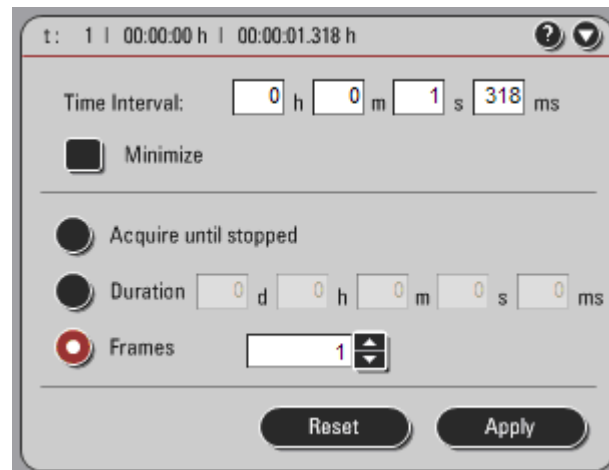 t: 1 | 00:00:00 h | 00:00:01.318 h ?
Time Interval: 0 h 0 m 1 s 318 ms
Minimize
Acquire until stopped
Duration 0 d 0 h 0 m 0 s 0 ms
Frames 1
Reset Apply